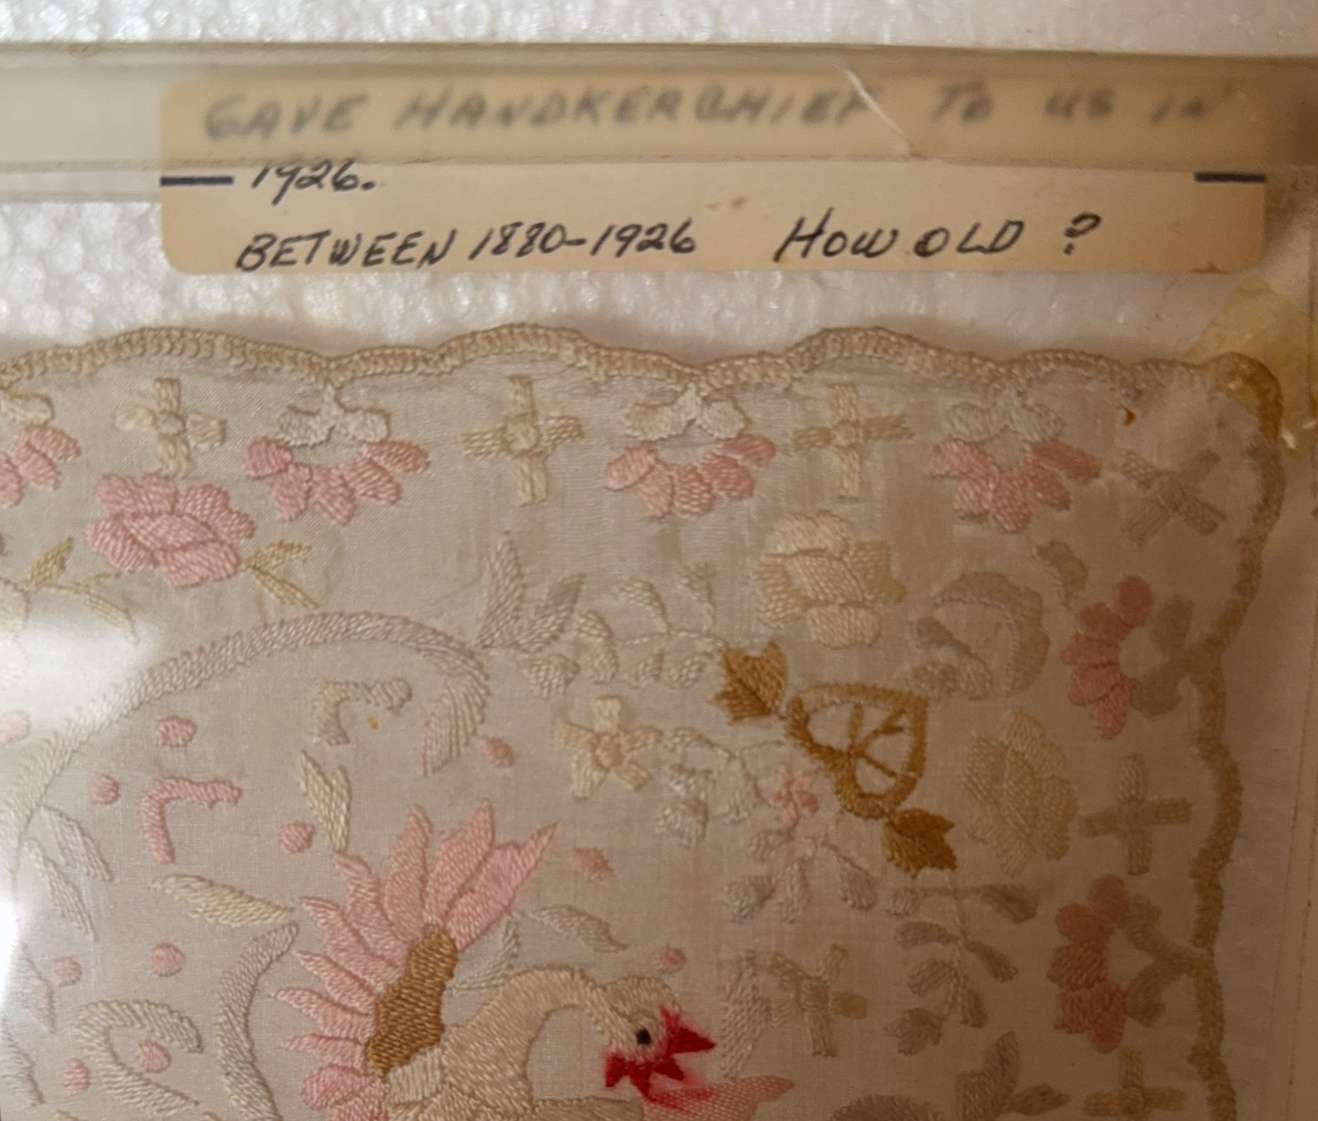 GAVE HANDKERCHIEF TO US IN
1926.
BETWEEN 1880-1926 HOW OLD ?